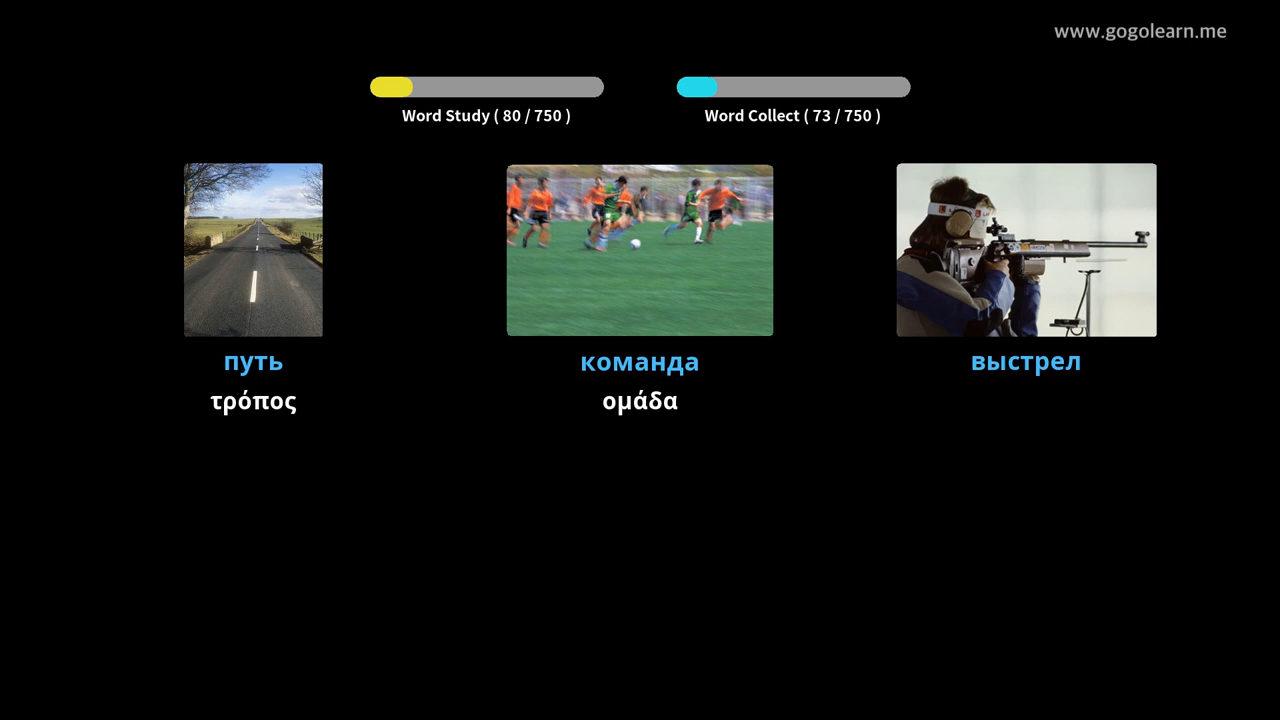 www.gogolearn.me
Word Study ( 80 / 750 )
Word Collect ( 73 / 750 )
путь
команда
выстрел
τρόπος
ομάδα